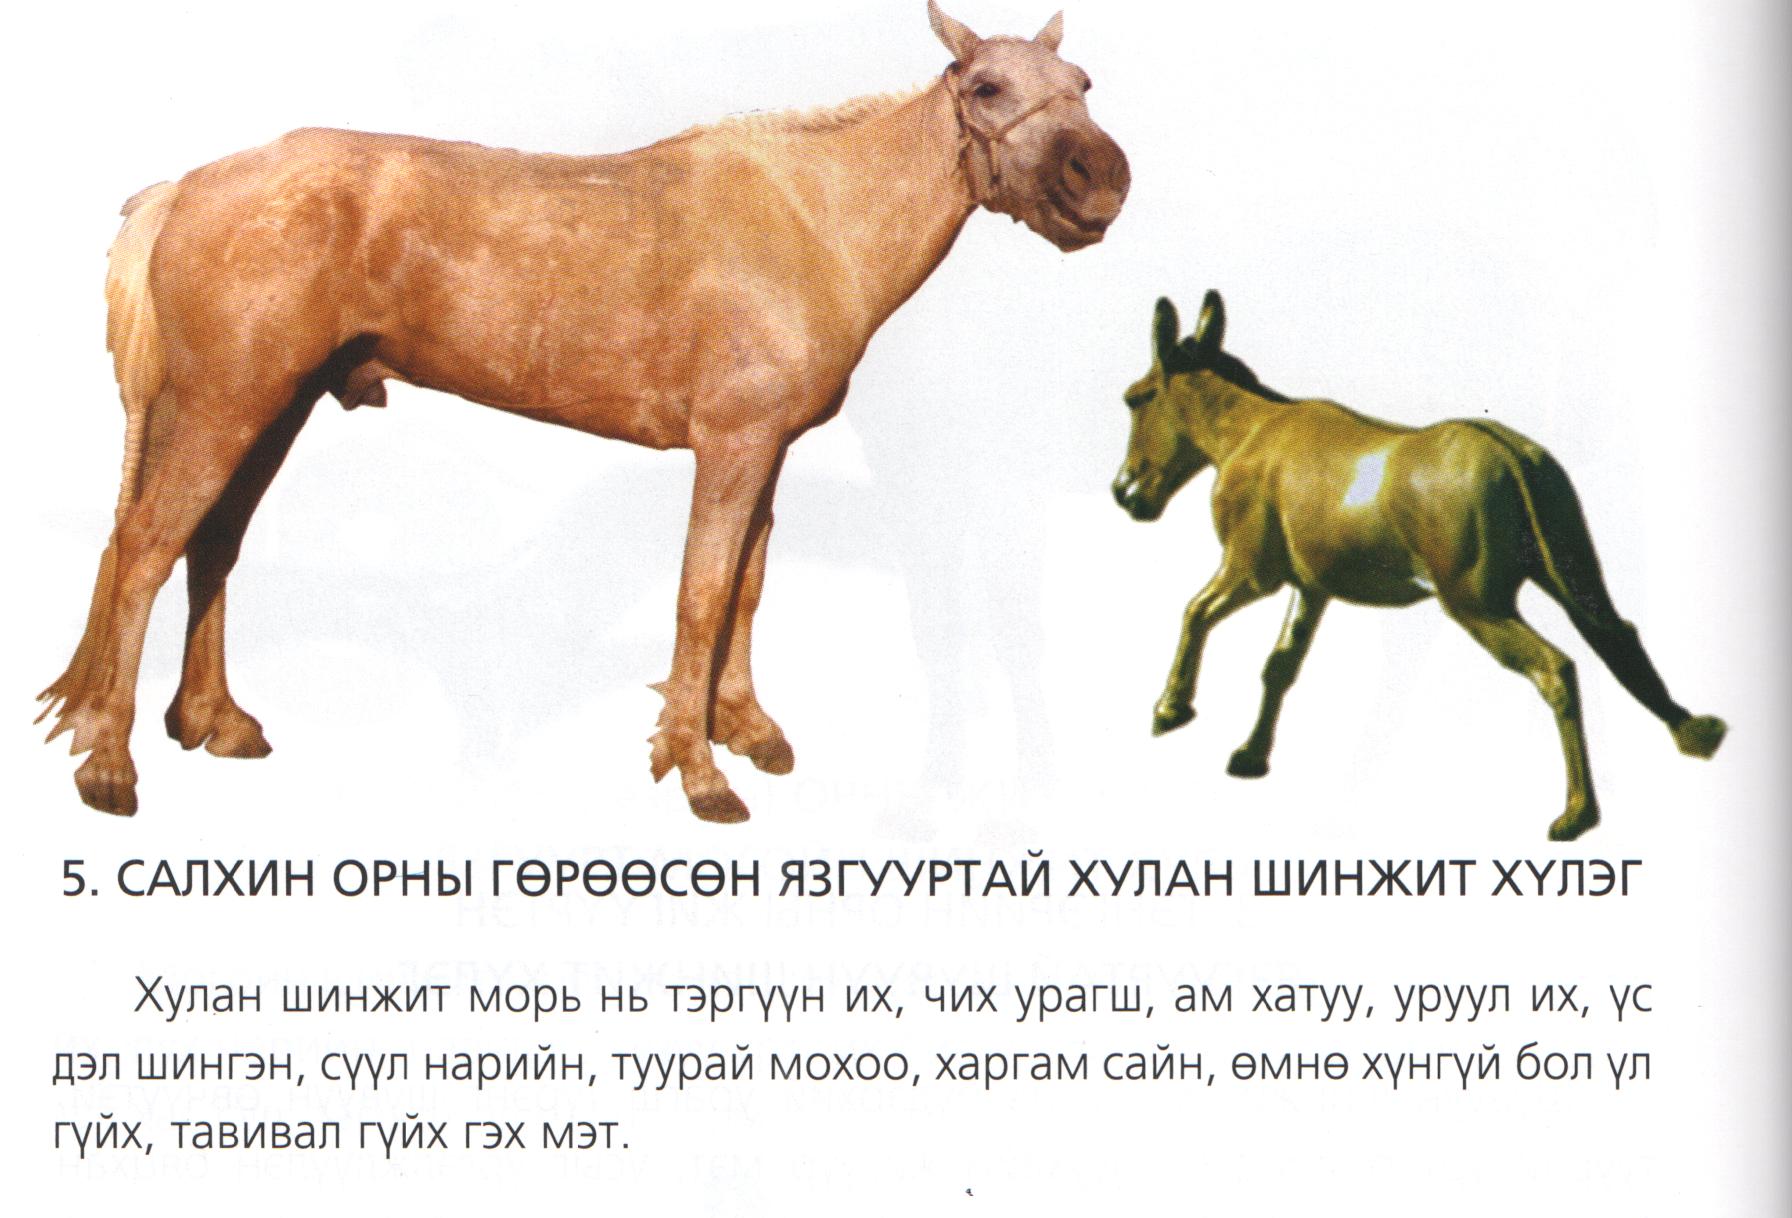 5. САЛХИН ОРНЫ ГӨРӨӨСӨН ЯЗГУУРТАЙ ХУЛАН ШИНЖИТ ХҮЛЭГ
Хулан шинжит морь нь тэргүүн их, чих урагш, ам хатуу, уруул их, үс
дэл шингэн, сүүл нарийн, туурай мохоо, харгам сайн, өмнө хүнгүй бол үл
гүйх, тавивал гүйх гэх мэт.